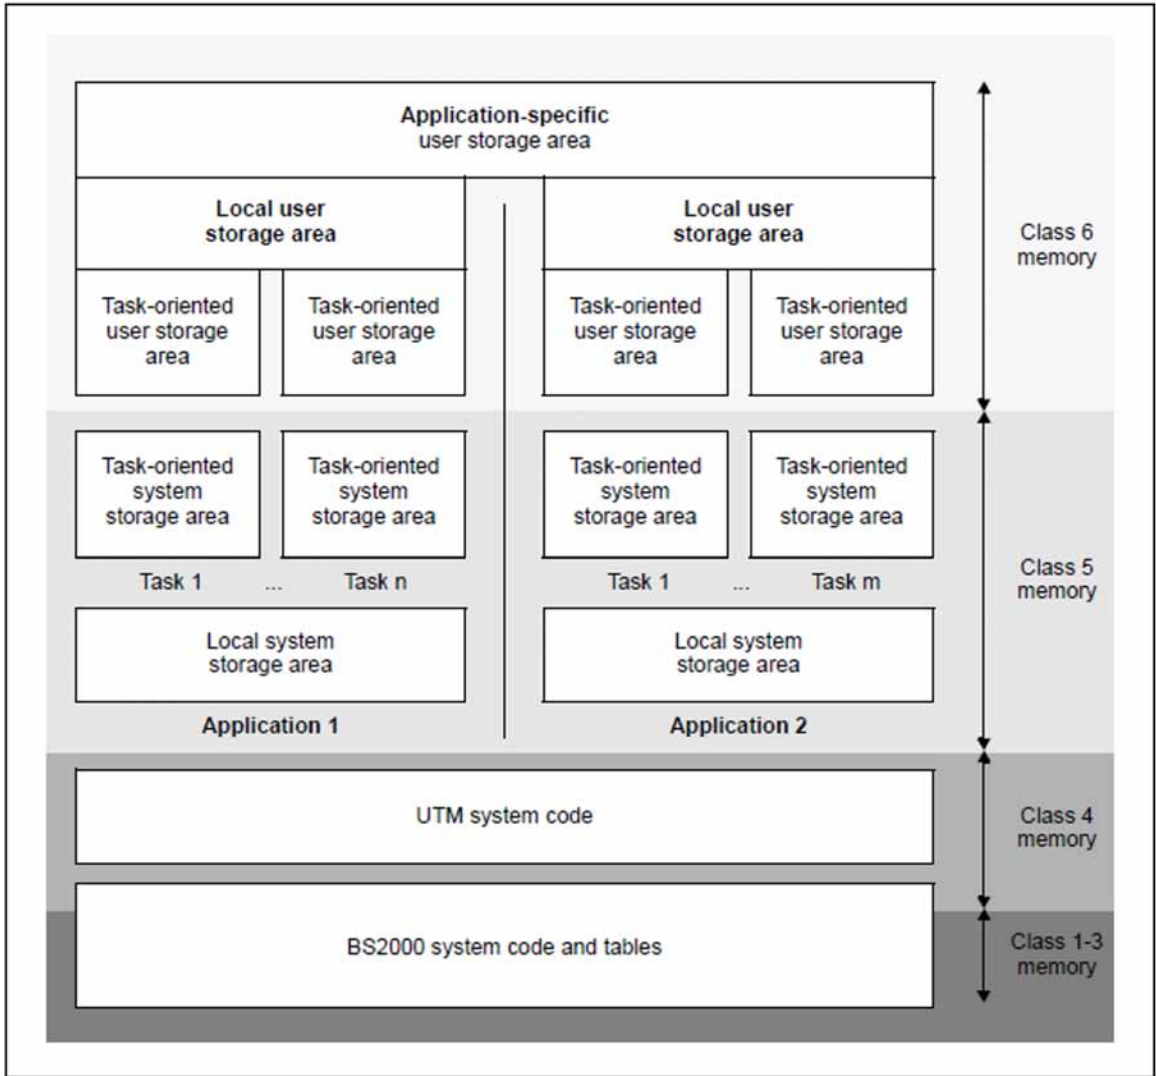 Application-specific
user storage area
Local user
storage area
Local user
storage area
Class 6
memory
Task-oriented
user storage
area
Task-oriented
user storage
area
Task-oriented
user storage
area
Task-oriented
user storage
area
Task-oriented
system
storage area
Task-oriented
system
storage area
Task-oriented
system
storage area
Task-oriented
system
storage area
Task 1 ... Task n
Task 1 ... Task m
Class 5
memory
Local system
storage area
Local system
storage area
Application 1
Application 2
UTM system code
Class 4
memory
BS2000 system code and tables
Class 1-3
memory